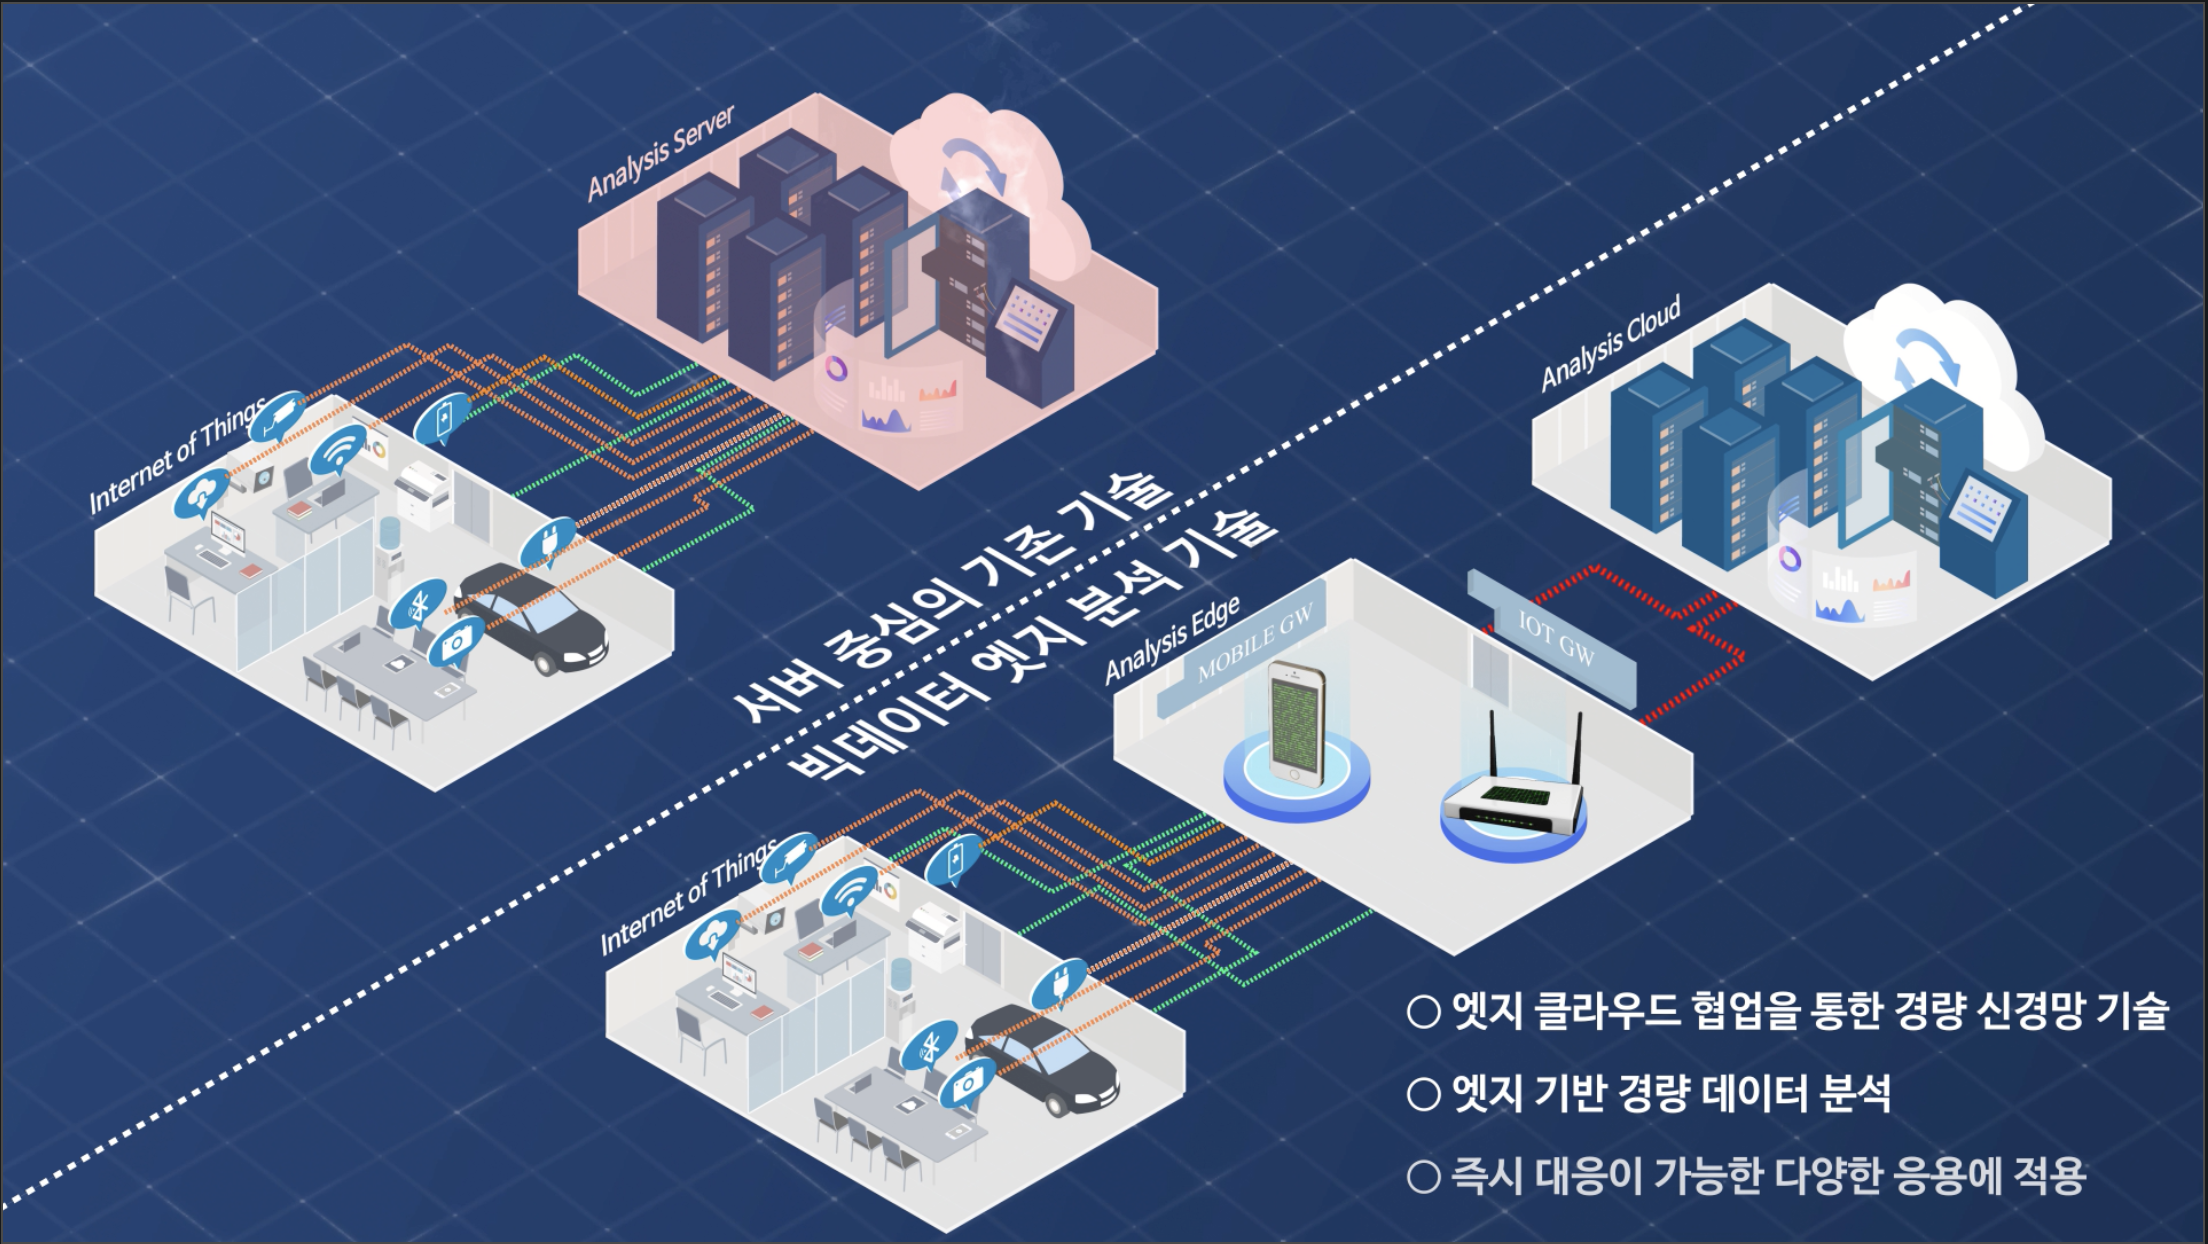 Analysis Server
Internet of Things
서버 중심의 기존 기술
빅데이터 엣지 분석 기술
Analysis Cloud
Analysis Edge
MOBILE GW
IOT GW
Internet of Things
○ 엣지 클라우드 협업을 통한 경량 신경망 기술
○ 엣지 기반 경량 데이터 분석
○ 즉시 대응이 가능한 다양한 응용에 적용